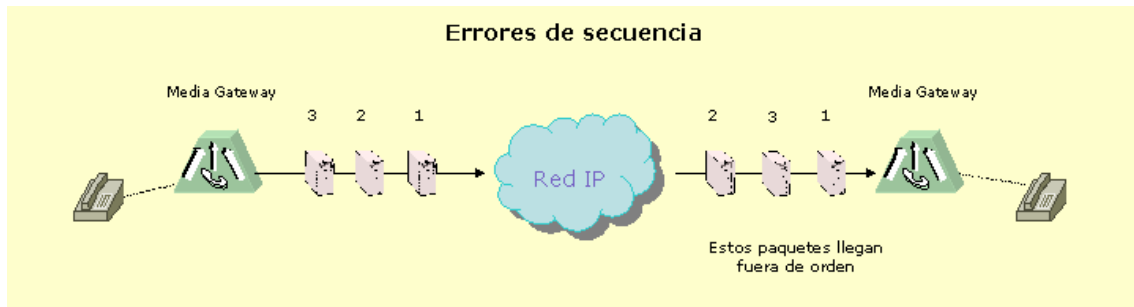 Errores de secuencia
Media Gateway
Media Gateway
3 2 1
2 3 1
Red IP
Estos paquetes llegan
fuera de orden